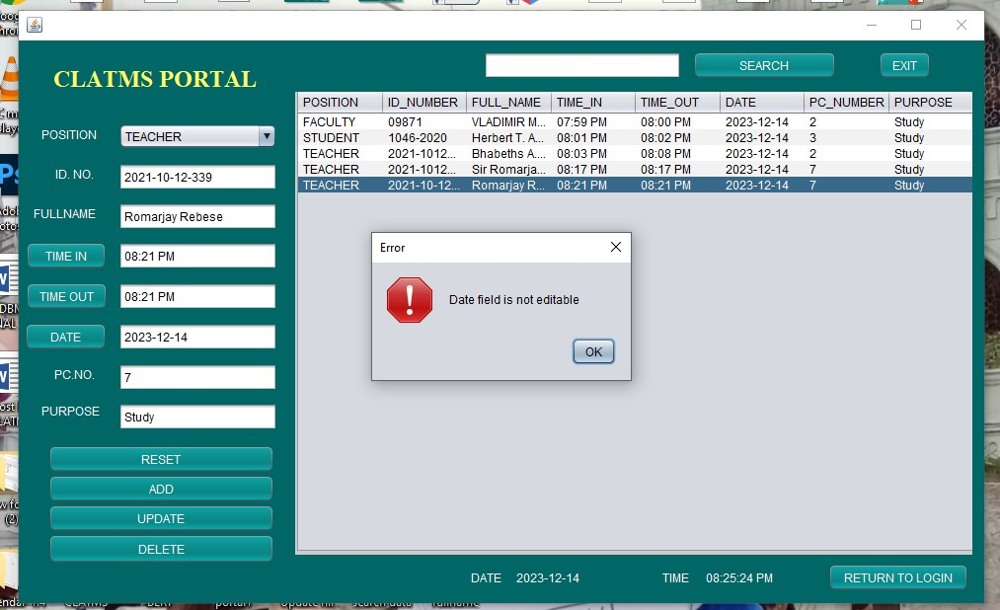 CLATMS PORTAL
SEARCH
EXIT
POSITION TEACHER
ID. NO. 2021-10-12-339
FULLNAME Romarjay Rebese
TIME IN 08:21 PM
TIME OUT 08:21 PM
DATE 2023-12-14
PC.NO. 7
PURPOSE Study
RESET
ADD
UPDATE
DELETE
POSITION ID_NUMBER FULL_NAME TIME_IN TIME_OUT DATE PC_NUMBER PURPOSE
FACULTY 09871 VLADIMIR M... 07:59 PM 08:00 PM 2023-12-14 2 Study
STUDENT 1046-2020 Herbert T. A... 08:01 PM 08:02 PM 2023-12-14 3 Study
TEACHER 2021-1012... Bhabeths A.... 08:03 PM 08:08 PM 2023-12-14 2 Study
TEACHER 2021-1012... Sir Romarja... 08:17 PM 08:17 PM 2023-12-14 7 Study
TEACHER 2021-10-12... Romarjay R... 08:21 PM 08:21 PM 2023-12-14 7 Study
Error
Date field is not editable
OK
DATE 2023-12-14 TIME 08:25:24 PM
RETURN TO LOGIN